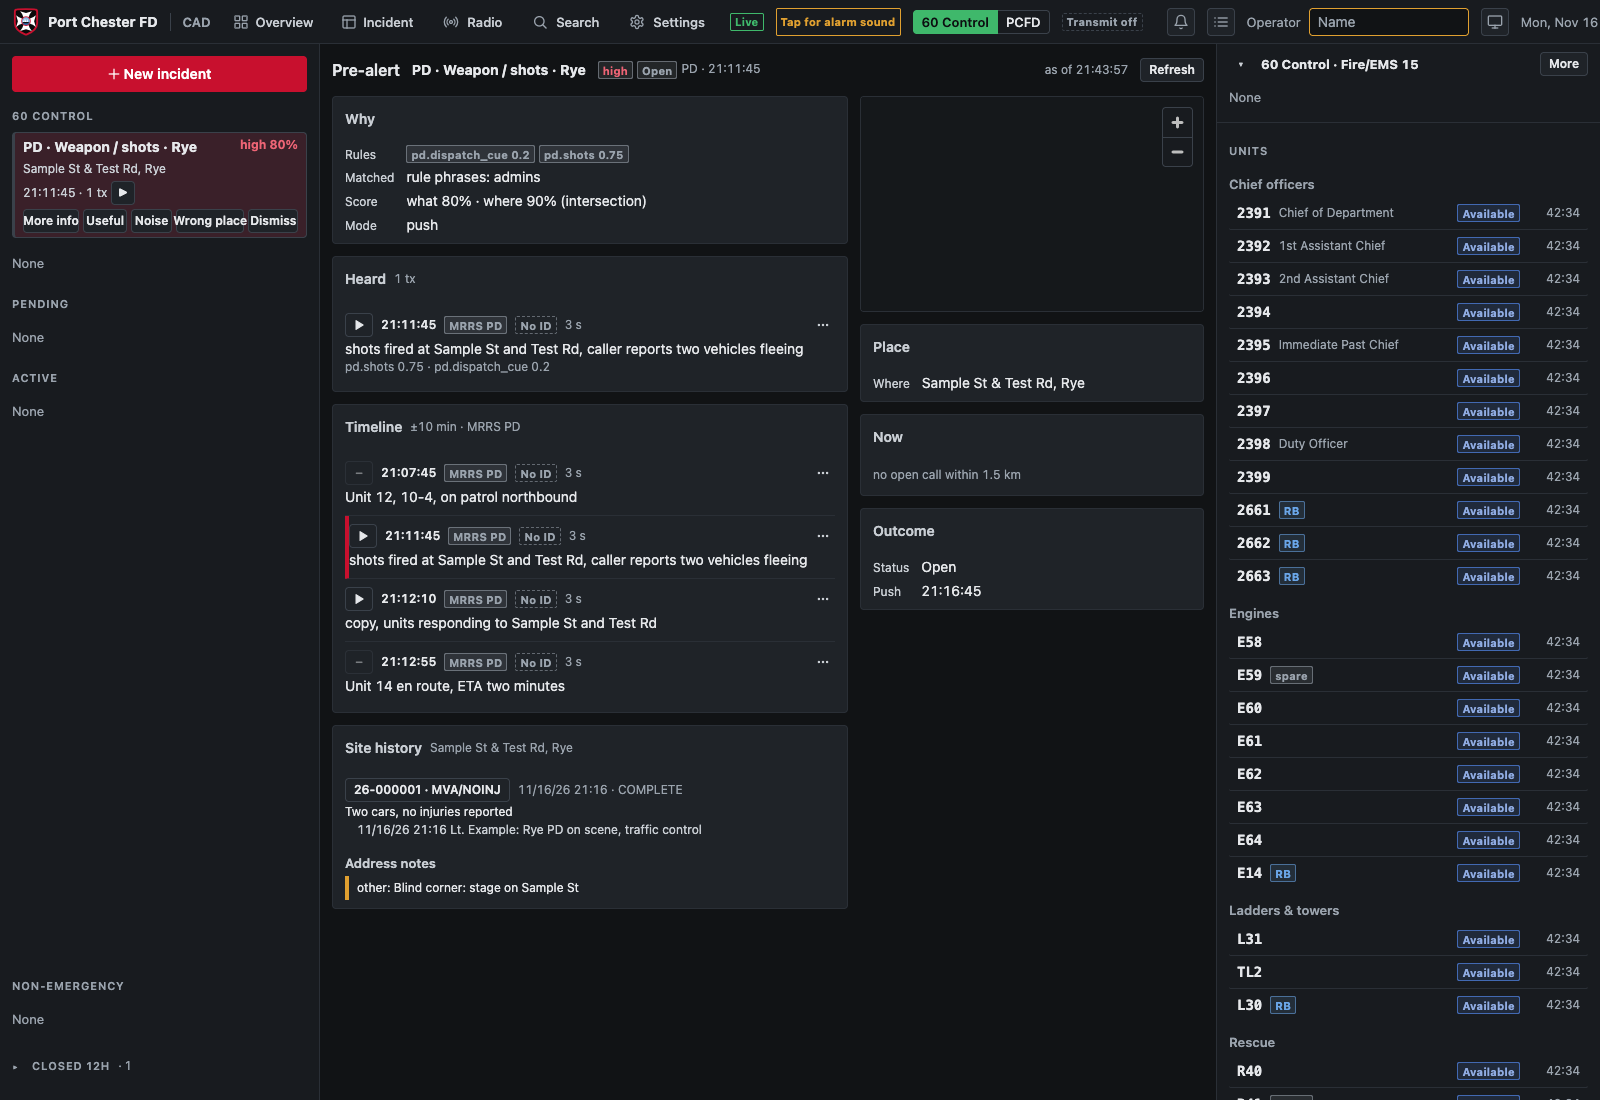 Port Chester FD
CAD
Overview
Incident
Radio
Search
Settings
Live
Tap for alarm sound
60 Control
PCFD
Transmit off
Operator
Name
Mon, Nov 16
+ New incident
60 CONTROL
PD · Weapon / shots · Rye
high 80%
Sample St & Test Rd, Rye
21:11:45 · 1 tx
More info
Useful
Noise
Wrong place
Dismiss
None
PENDING
None
ACTIVE
None
NON-EMERGENCY
None
CLOSED 12H · 1
Pre-alert PD · Weapon / shots · Rye high Open PD · 21:11:45
as of 21:43:57
Refresh
Why
Rules pd.dispatch_cue 0.2 pd.shots 0.75
Matched rule phrases: admins
Score what 80% · where 90% (intersection)
Mode push
Heard 1 tx
21:11:45 MRRS PD No ID 3 s ...
shots fired at Sample St and Test Rd, caller reports two vehicles fleeing
pd.shots 0.75 · pd.dispatch_cue 0.2
Timeline ±10 min · MRRS PD
– 21:07:45 MRRS PD No ID 3 s ...
Unit 12, 10-4, on patrol northbound
21:11:45 MRRS PD No ID 3 s ...
shots fired at Sample St and Test Rd, caller reports two vehicles fleeing
21:12:10 MRRS PD No ID 3 s ...
copy, units responding to Sample St and Test Rd
– 21:12:55 MRRS PD No ID 3 s ...
Unit 14 en route, ETA two minutes
Site history Sample St & Test Rd, Rye
26-000001 · MVA/NOINJ 11/16/26 21:16 · COMPLETE
Two cars, no injuries reported
11/16/26 21:16 Lt. Example: Rye PD on scene, traffic control
Address notes
other: Blind corner: stage on Sample St
+
−
Place
Where Sample St & Test Rd, Rye
Now
no open call within 1.5 km
Outcome
Status Open
Push 21:16:45
60 Control · Fire/EMS 15
More
None
UNITS
Chief officers
2391 Chief of Department Available 42:34
2392 1st Assistant Chief Available 42:34
2393 2nd Assistant Chief Available 42:34
2394 Available 42:34
2395 Immediate Past Chief Available 42:34
2396 Available 42:34
2397 Available 42:34
2398 Duty Officer Available 42:34
2399 Available 42:34
2661 RB Available 42:34
2662 RB Available 42:34
2663 RB Available 42:34
Engines
E58 Available 42:34
E59 spare Available 42:34
E60 Available 42:34
E61 Available 42:34
E62 Available 42:34
E63 Available 42:34
E64 Available 42:34
E14 RB Available 42:34
Ladders & towers
L31 Available 42:34
TL2 Available 42:34
L30 RB Available 42:34
Rescue
R40 Available 42:34